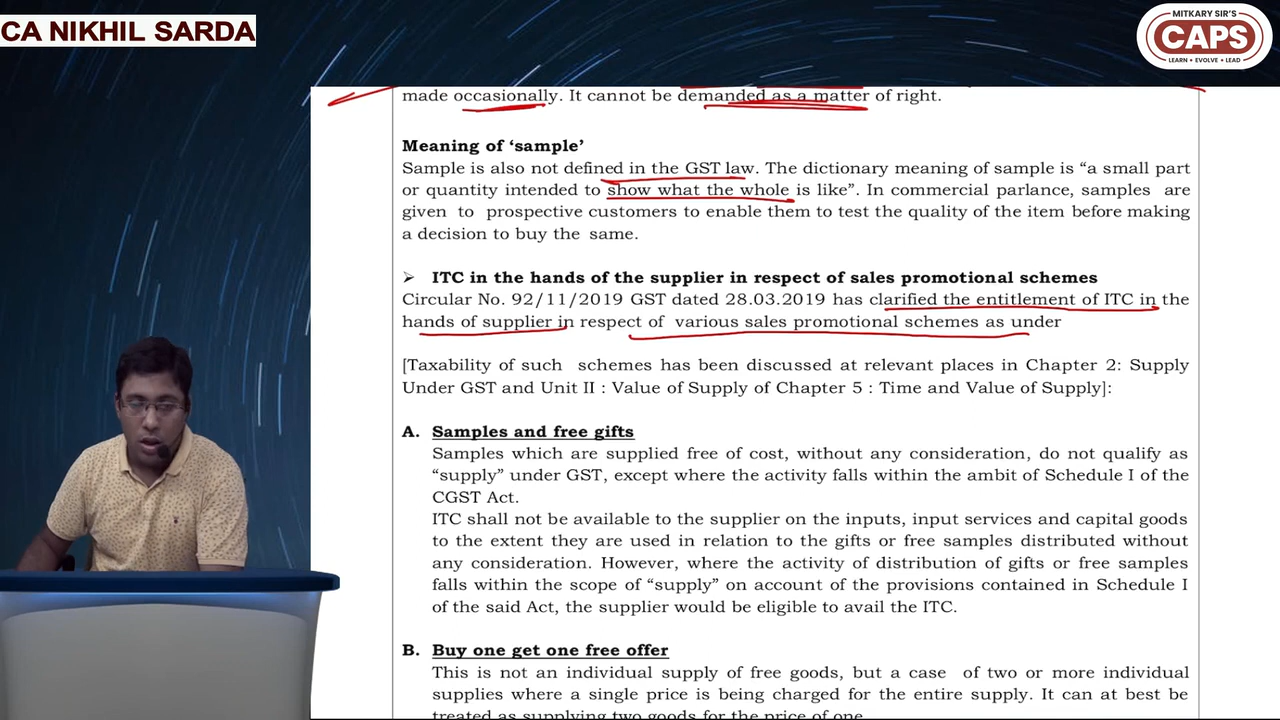 CA NIKHIL SARDA
MITKARY SIR'S
CAPS
LEARN • EVOLVE • LEAD
made occasionally. It cannot be demanded as a matter of right.
Meaning of ‘sample’
Sample is also not defined in the GST law. The dictionary meaning of sample is “a small part
or quantity intended to show what the whole is like”. In commercial parlance, samples are
given to prospective customers to enable them to test the quality of the item before making
a decision to buy the same.
➢ ITC in the hands of the supplier in respect of sales promotional schemes
Circular No. 92/11/2019 GST dated 28.03.2019 has clarified the entitlement of ITC in the
hands of supplier in respect of various sales promotional schemes as under
[Taxability of such schemes has been discussed at relevant places in Chapter 2: Supply
Under GST and Unit II : Value of Supply of Chapter 5 : Time and Value of Supply]:
A. Samples and free gifts
Samples which are supplied free of cost, without any consideration, do not qualify as
“supply” under GST, except where the activity falls within the ambit of Schedule I of the
CGST Act.
ITC shall not be available to the supplier on the inputs, input services and capital goods
to the extent they are used in relation to the gifts or free samples distributed without
any consideration. However, where the activity of distribution of gifts or free samples
falls within the scope of “supply” on account of the provisions contained in Schedule I
of the said Act, the supplier would be eligible to avail the ITC.
B. Buy one get one free offer
This is not an individual supply of free goods, but a case of two or more individual
supplies where a single price is being charged for the entire supply. It can at best be
treated as supplying two goods for the price of one.